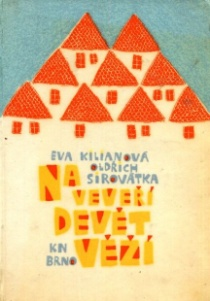 EVA KILIANOVÁ
OLDŘICH
SIROVÁTKA
NA
VEVEŘÍ
DEVĚT
VĚŽÍ
KN
BRNO